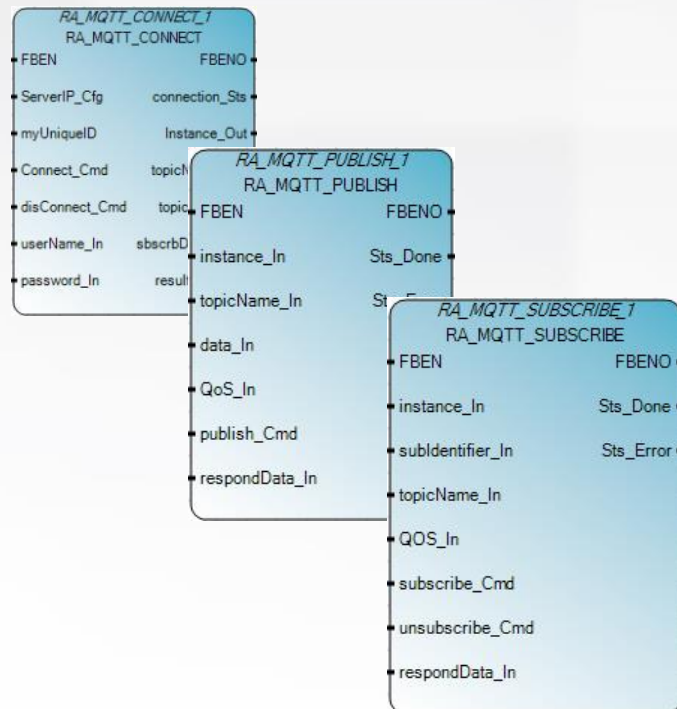 RA_MQTT_CONNECT_1
RA_MQTT_CONNECT
FBEN FBENO
ServerIP_Cfg connection_Sts
myUniqueID Instance_Out
Connect_Cmd
disConnect_Cmd
userName_In
password_In
RA_MQTT_PUBLISH_1
RA_MQTT_PUBLISH
FBEN FBENO
instance_In Sts_Done
topicName_In
data_In
QoS_In
publish_Cmd
respondData_In
RA_MQTT_SUBSCRIBE_1
RA_MQTT_SUBSCRIBE
FBEN FBENO
instance_In Sts_Done
subIdentifier_In Sts_Error
topicName_In
QOS_In
subscribe_Cmd
unsubscribe_Cmd
respondData_In